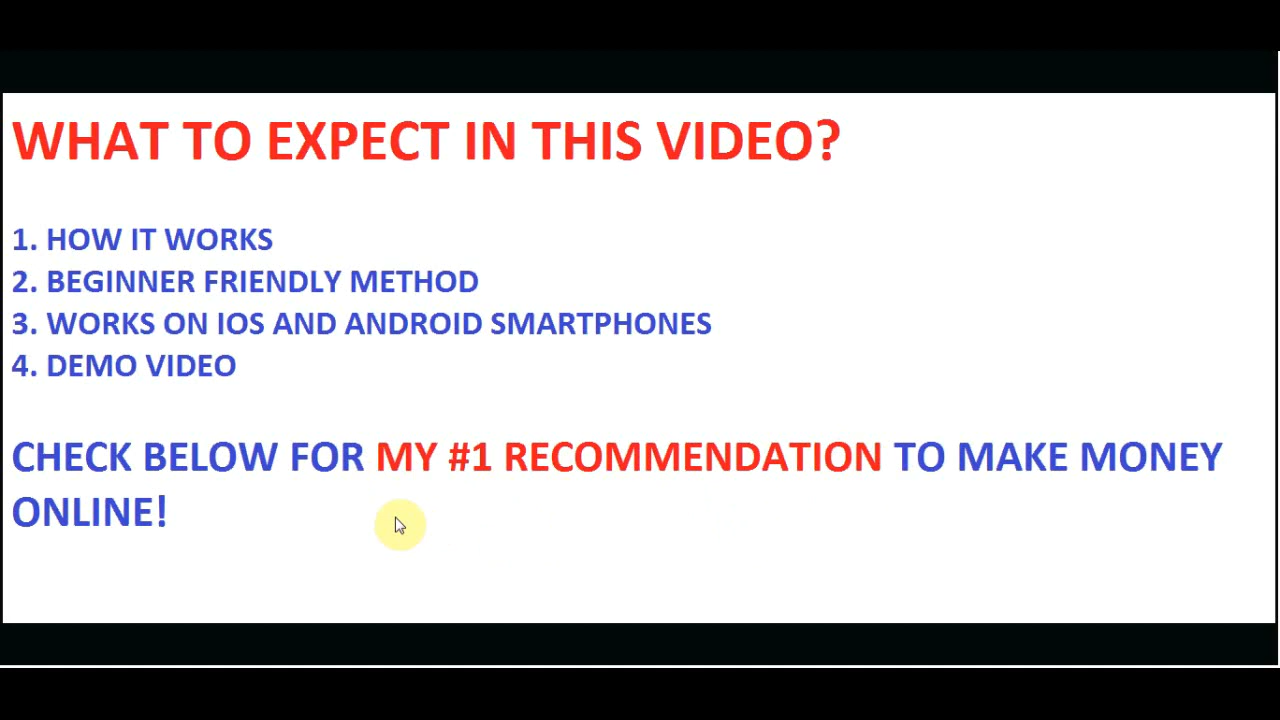 WHAT TO EXPECT IN THIS VIDEO?
1. HOW IT WORKS
2. BEGINNER FRIENDLY METHOD
3. WORKS ON IOS AND ANDROID SMARTPHONES
4. DEMO VIDEO
CHECK BELOW FOR MY #1 RECOMMENDATION TO MAKE MONEY
ONLINE!